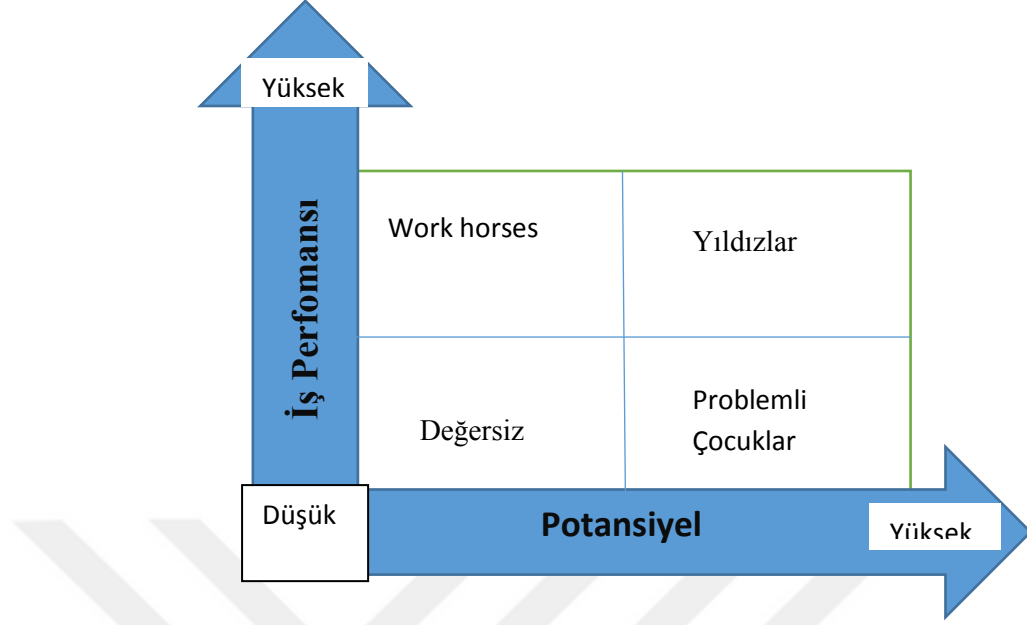 Yüksek
İş Perfomansı
Work horses
Yıldızlar
Değersiz
Problemli
Çocuklar
Düşük
Potansiyel
Yüksek